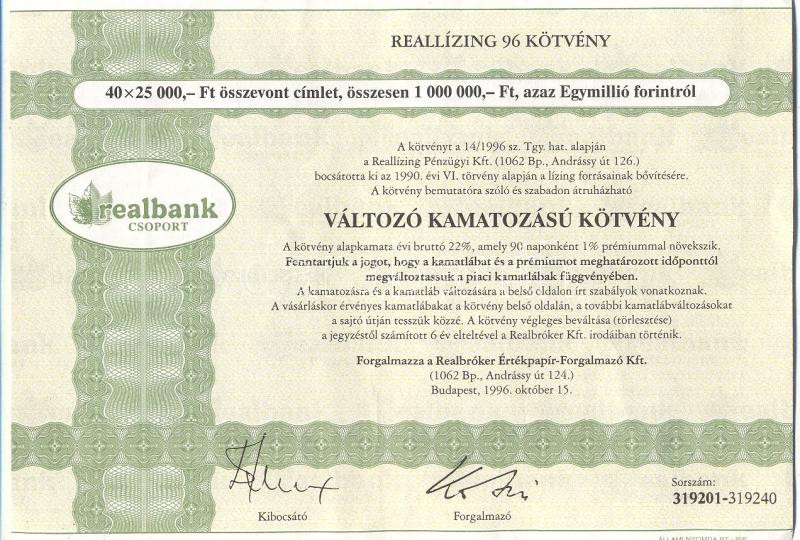 REALLÍZING 96 KÖTVÉNY
40×25 000,– Ft összevont címlet, összesen 1 000 000,– Ft, azaz Egymillió forintról
A kötvényt a 14/1996 sz. Tgy. hat. alapján
a Reallízing Pénzügyi Kft. (1062 Bp., Andrássy út 126.)
bocsátotta ki az 1990. évi VI. törvény alapján a lízing forrásainak bővítésére.
A kötvény bemutatóra szóló és szabadon átruházható
realbank
CSOPORT
VÁLTOZÓ KAMATOZÁSÚ KÖTVÉNY
A kötvény alapkamata évi bruttó 22%, amely 90 naponként 1% prémiummal növekszik.
Fenntartjuk a jogot, hogy a kamatlábat és a prémiumot meghatározott időponttól
megváltoztassuk a piaci kamatlábak függvényében.
A kamatozásra és a kamatláb változására a belső oldalon írt szabályok vonatkoznak.
A vásárláskor érvényes kamatlábakat a kötvény belső oldalán, a további kamatlábváltozásokat
a sajtó útján tesszük közzé. A kötvény végleges beváltása (törlesztése)
a jegyzéstől számított 6 év elteltével a Realbróker Kft. irodáiban történik.
Forgalmazza a Realbróker Értékpapír-Forgalmazó Kft.
(1062 Bp., Andrássy út 124.)
Budapest, 1996. október 15.
Kibocsátó
Forgalmazó
Sorszám:
319201-319240